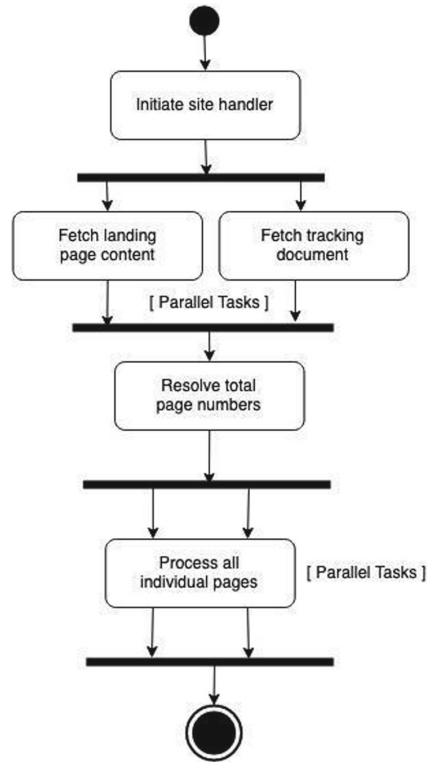 Initiate site handler
Fetch landing
page content
Fetch tracking
document
[ Parallel Tasks ]
Resolve total
page numbers
Process all
individual pages
[ Parallel Tasks ]